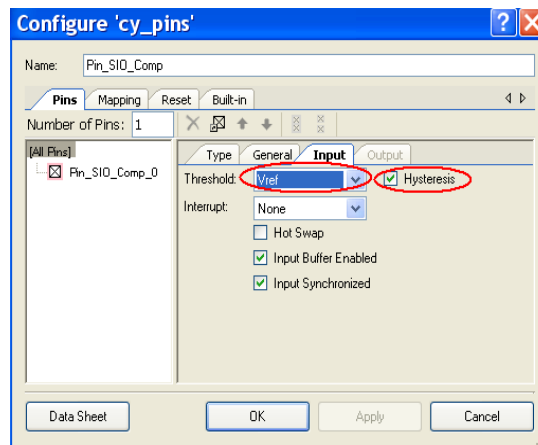 Configure 'cy_pins'
Name: Pin_SIO_Comp
Pins Mapping Reset Built-in
Number of Pins: 1
[All Pins]
Pin_SIO_Comp_0
Type General Input Output
Threshold: Vref Hysteresis
Interrupt: None
Hot Swap
Input Buffer Enabled
Input Synchronized
Data Sheet OK Apply Cancel